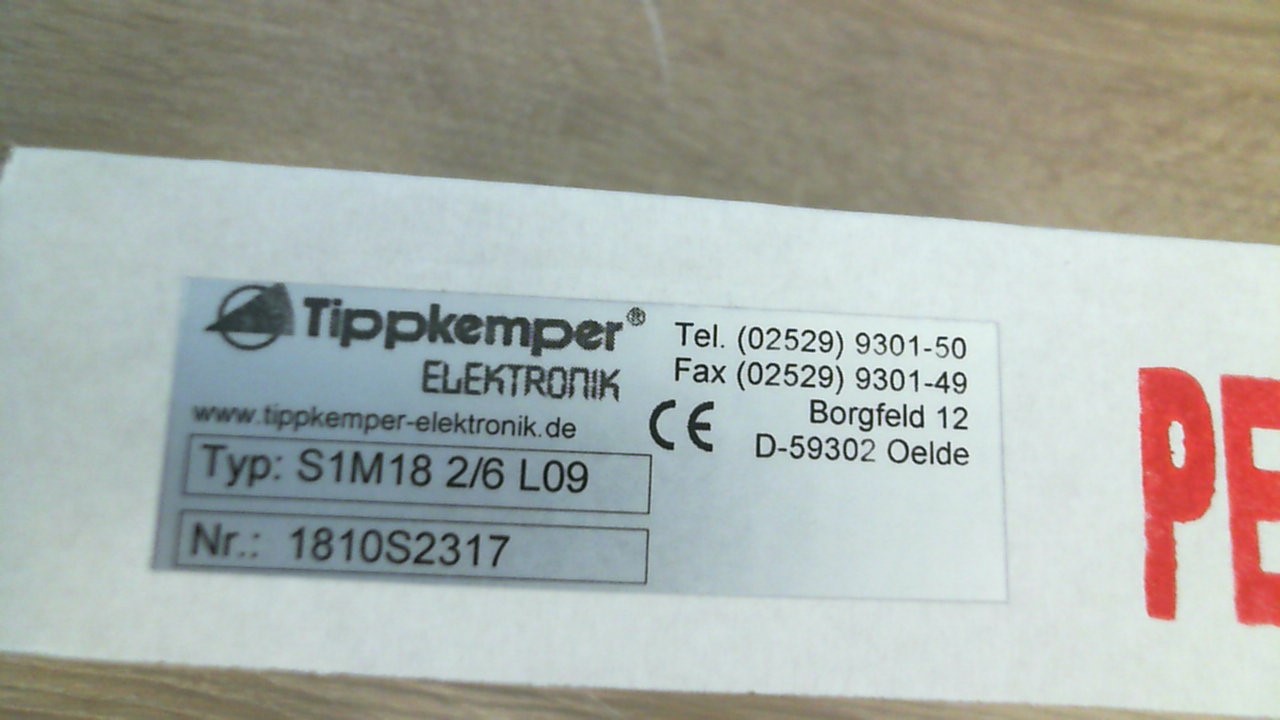 Tippkemper®
ELEKTRONIK
www.tippkemper-elektronik.de
Typ: S1M18 2/6 L09
Nr.: 1810S2317
Tel. (02529) 9301-50
Fax (02529) 9301-49
CE
Borgfeld 12
D-59302 Oelde
PE